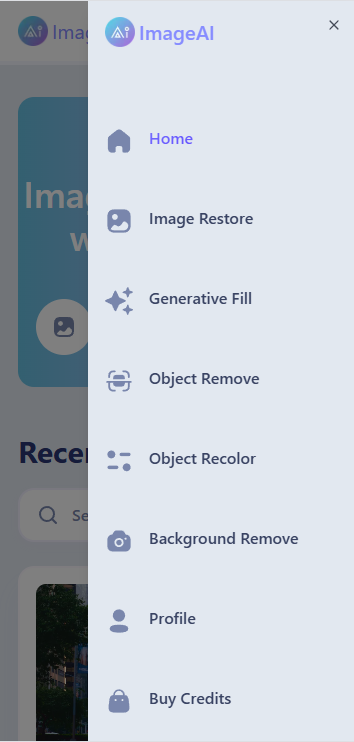 ImageAI
Home
Image Restore
Generative Fill
Object Remove
Object Recolor
Background Remove
Profile
Buy Credits